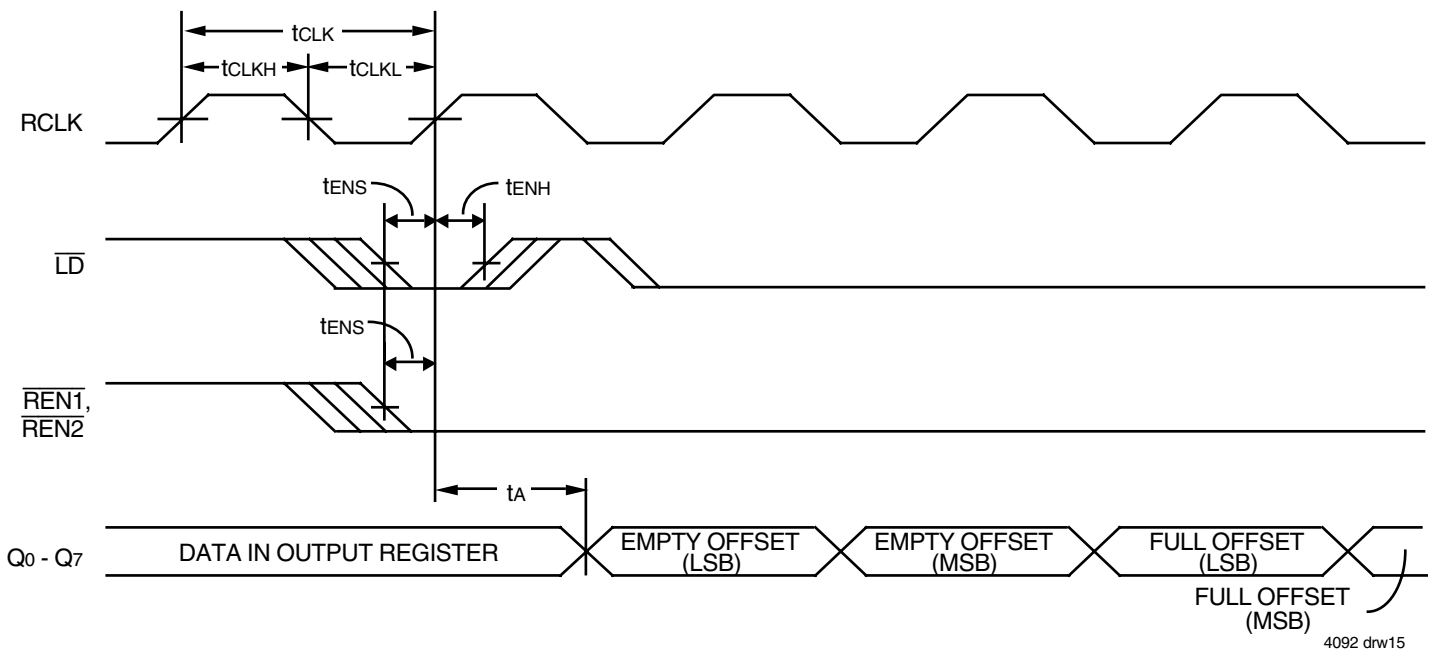 tCLK
tCLKH
tCLKL
RCLK
tENS
tENH
LD
tENS
REN1,
REN2
tA
Q0 - Q7
DATA IN OUTPUT REGISTER
EMPTY OFFSET
(LSB)
EMPTY OFFSET
(MSB)
FULL OFFSET
(LSB)
FULL OFFSET
(MSB)
4092 drw15